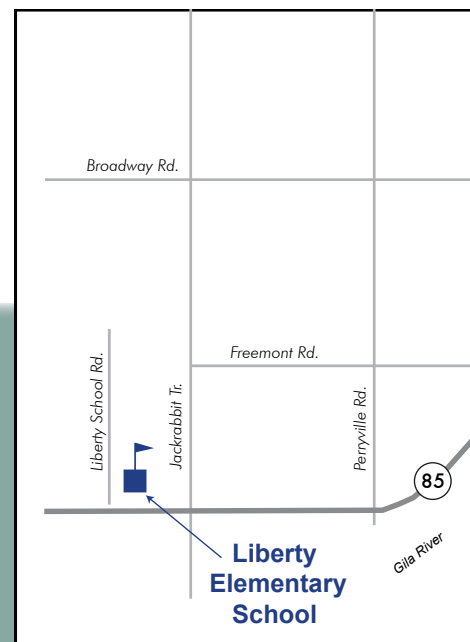 Broadway Rd.
Freemont Rd.
Liberty School Rd.
Jackrabbit Tr.
Perryville Rd.
85
Gila River
Liberty
Elementary
School